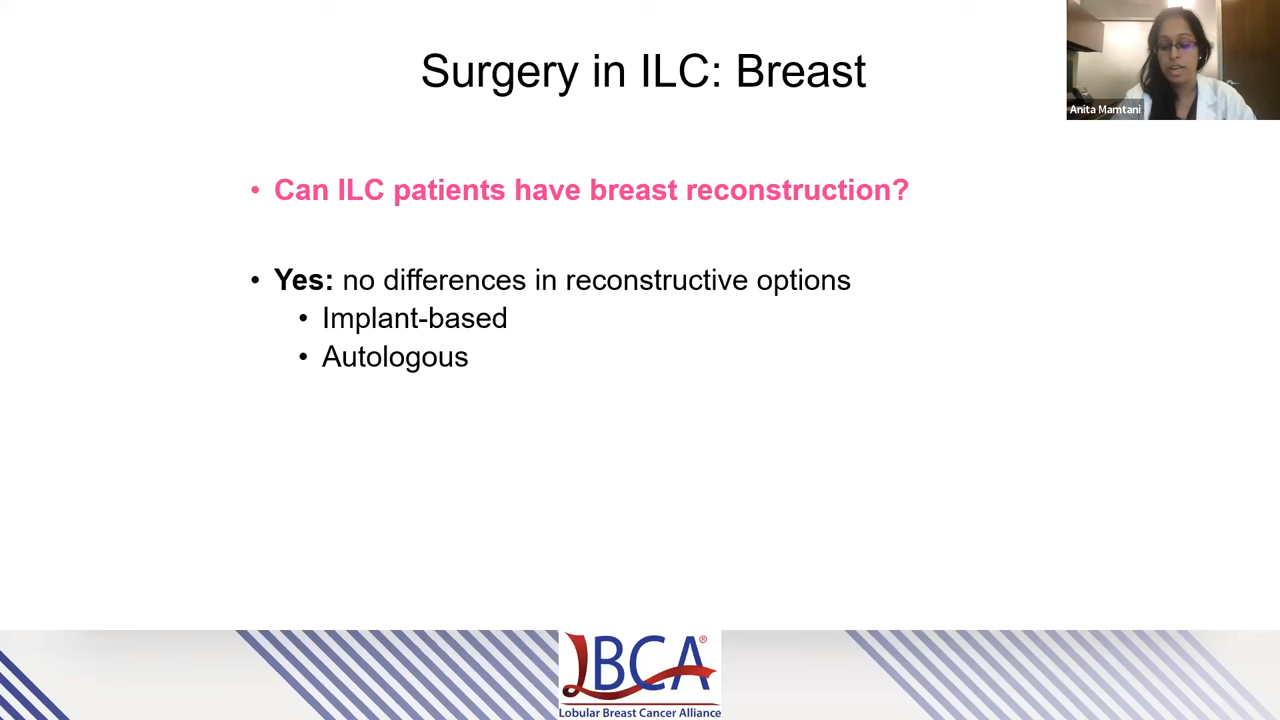 Surgery in ILC: Breast
Anita Mamtani
• Can ILC patients have breast reconstruction?
• Yes: no differences in reconstructive options
• Implant-based
• Autologous
LBCA®
Lobular Breast Cancer Alliance